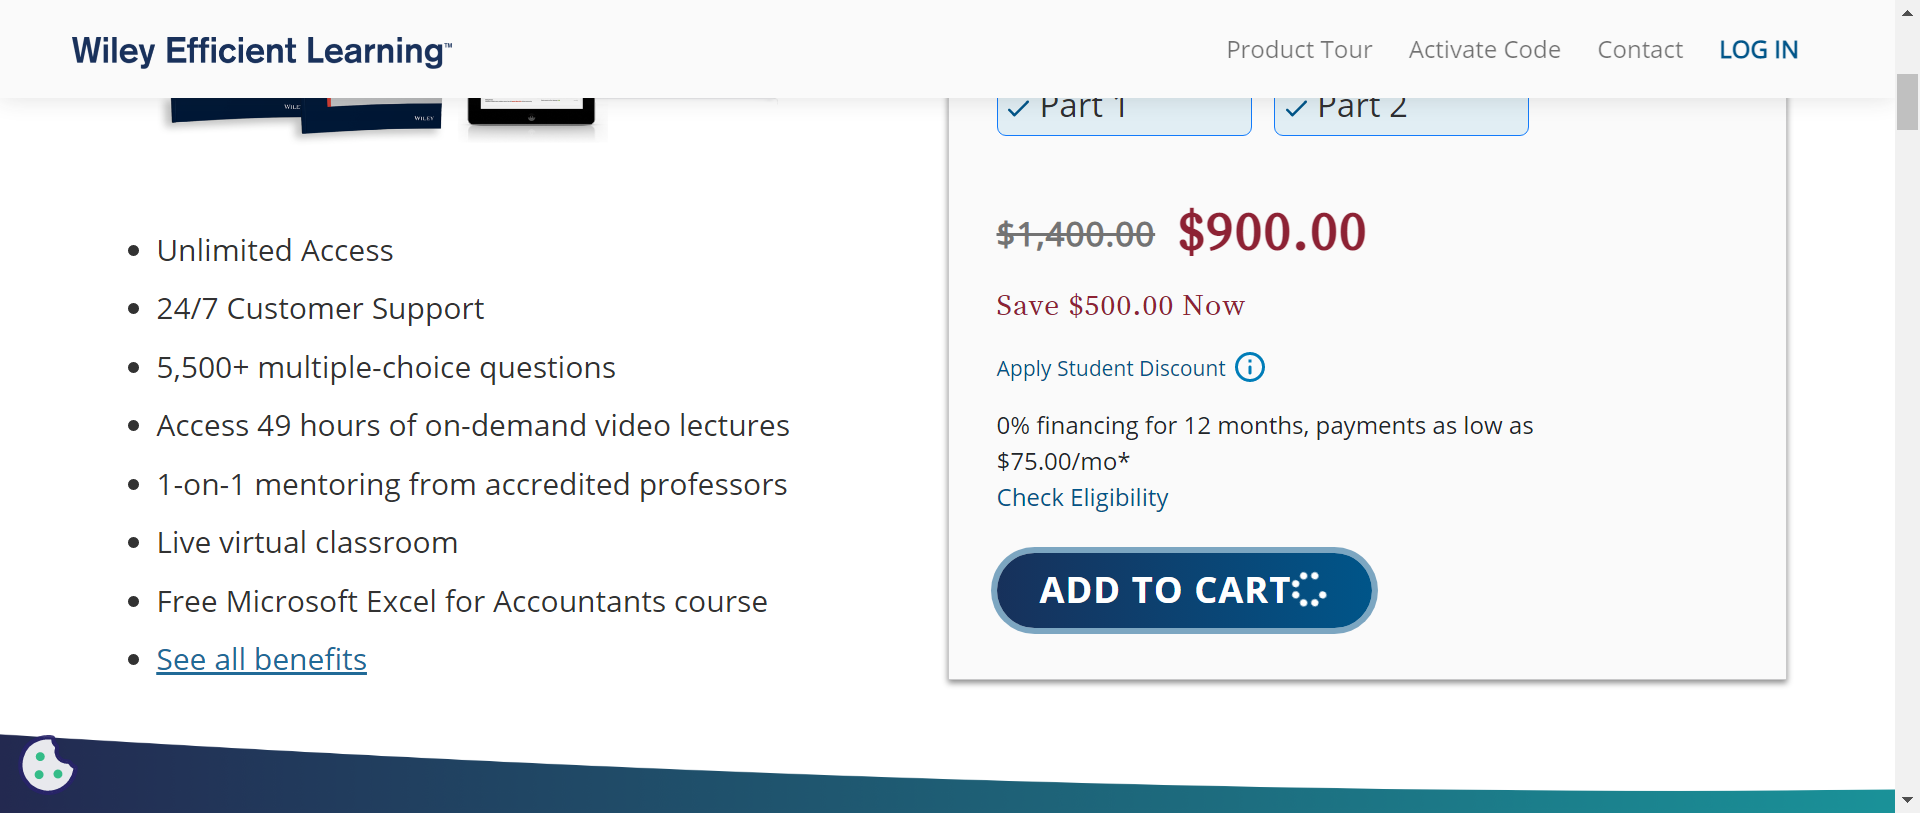 Wiley Efficient Learning™
Product Tour
Activate Code
Contact
LOG IN
WILEY
WILEY
Part 1
Part 2
$1,400.00 $900.00
Save $500.00 Now
Apply Student Discount
0% financing for 12 months, payments as low as
$75.00/mo*
Check Eligibility
ADD TO CART
Unlimited Access
24/7 Customer Support
5,500+ multiple-choice questions
Access 49 hours of on-demand video lectures
1-on-1 mentoring from accredited professors
Live virtual classroom
Free Microsoft Excel for Accountants course
See all benefits